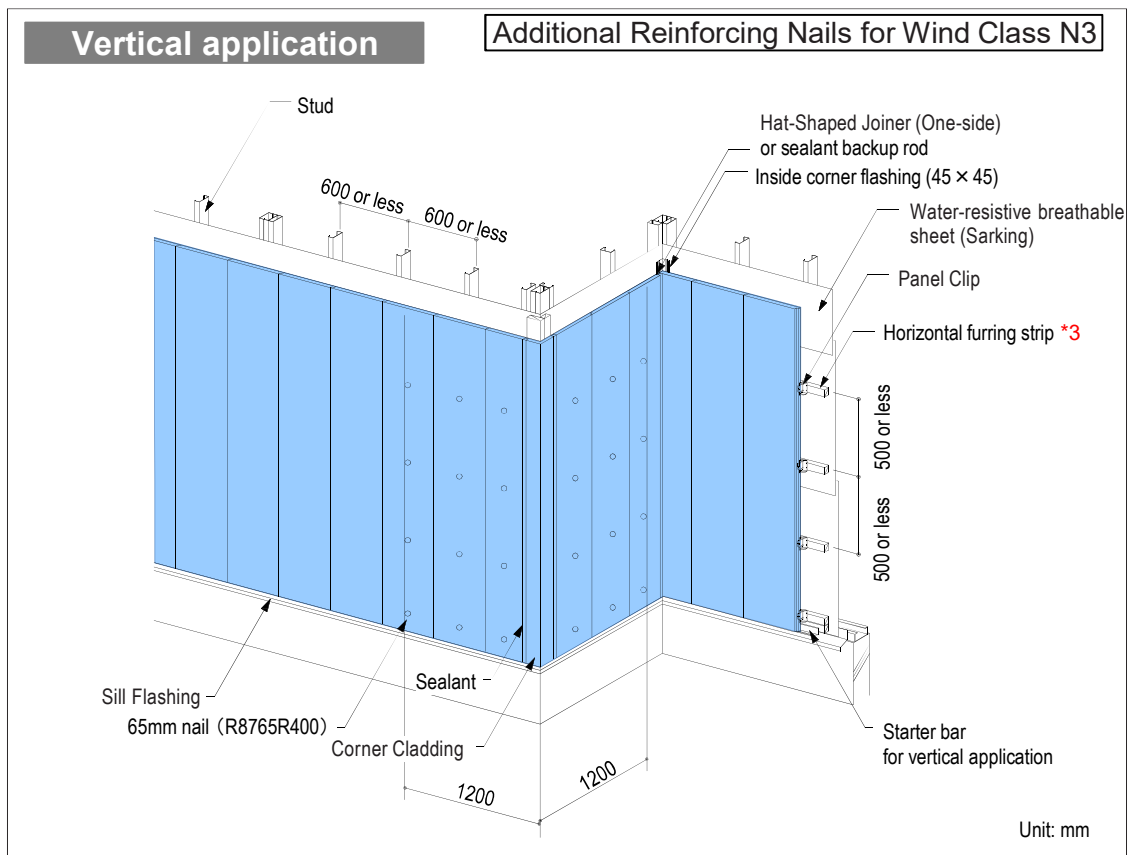 Vertical application
Additional Reinforcing Nails for Wind Class N3
Stud
600 or less
600 or less
Hat-Shaped Joiner (One-side)
or sealant backup rod
Inside corner flashing (45 × 45)
Water-resistive breathable
sheet (Sarking)
Panel Clip
Horizontal furring strip *3
500 or less
500 or less
Sealant
Sill Flashing
65mm nail（R8765R400）
Corner Cladding
Starter bar
for vertical application
1200
1200
Unit: mm